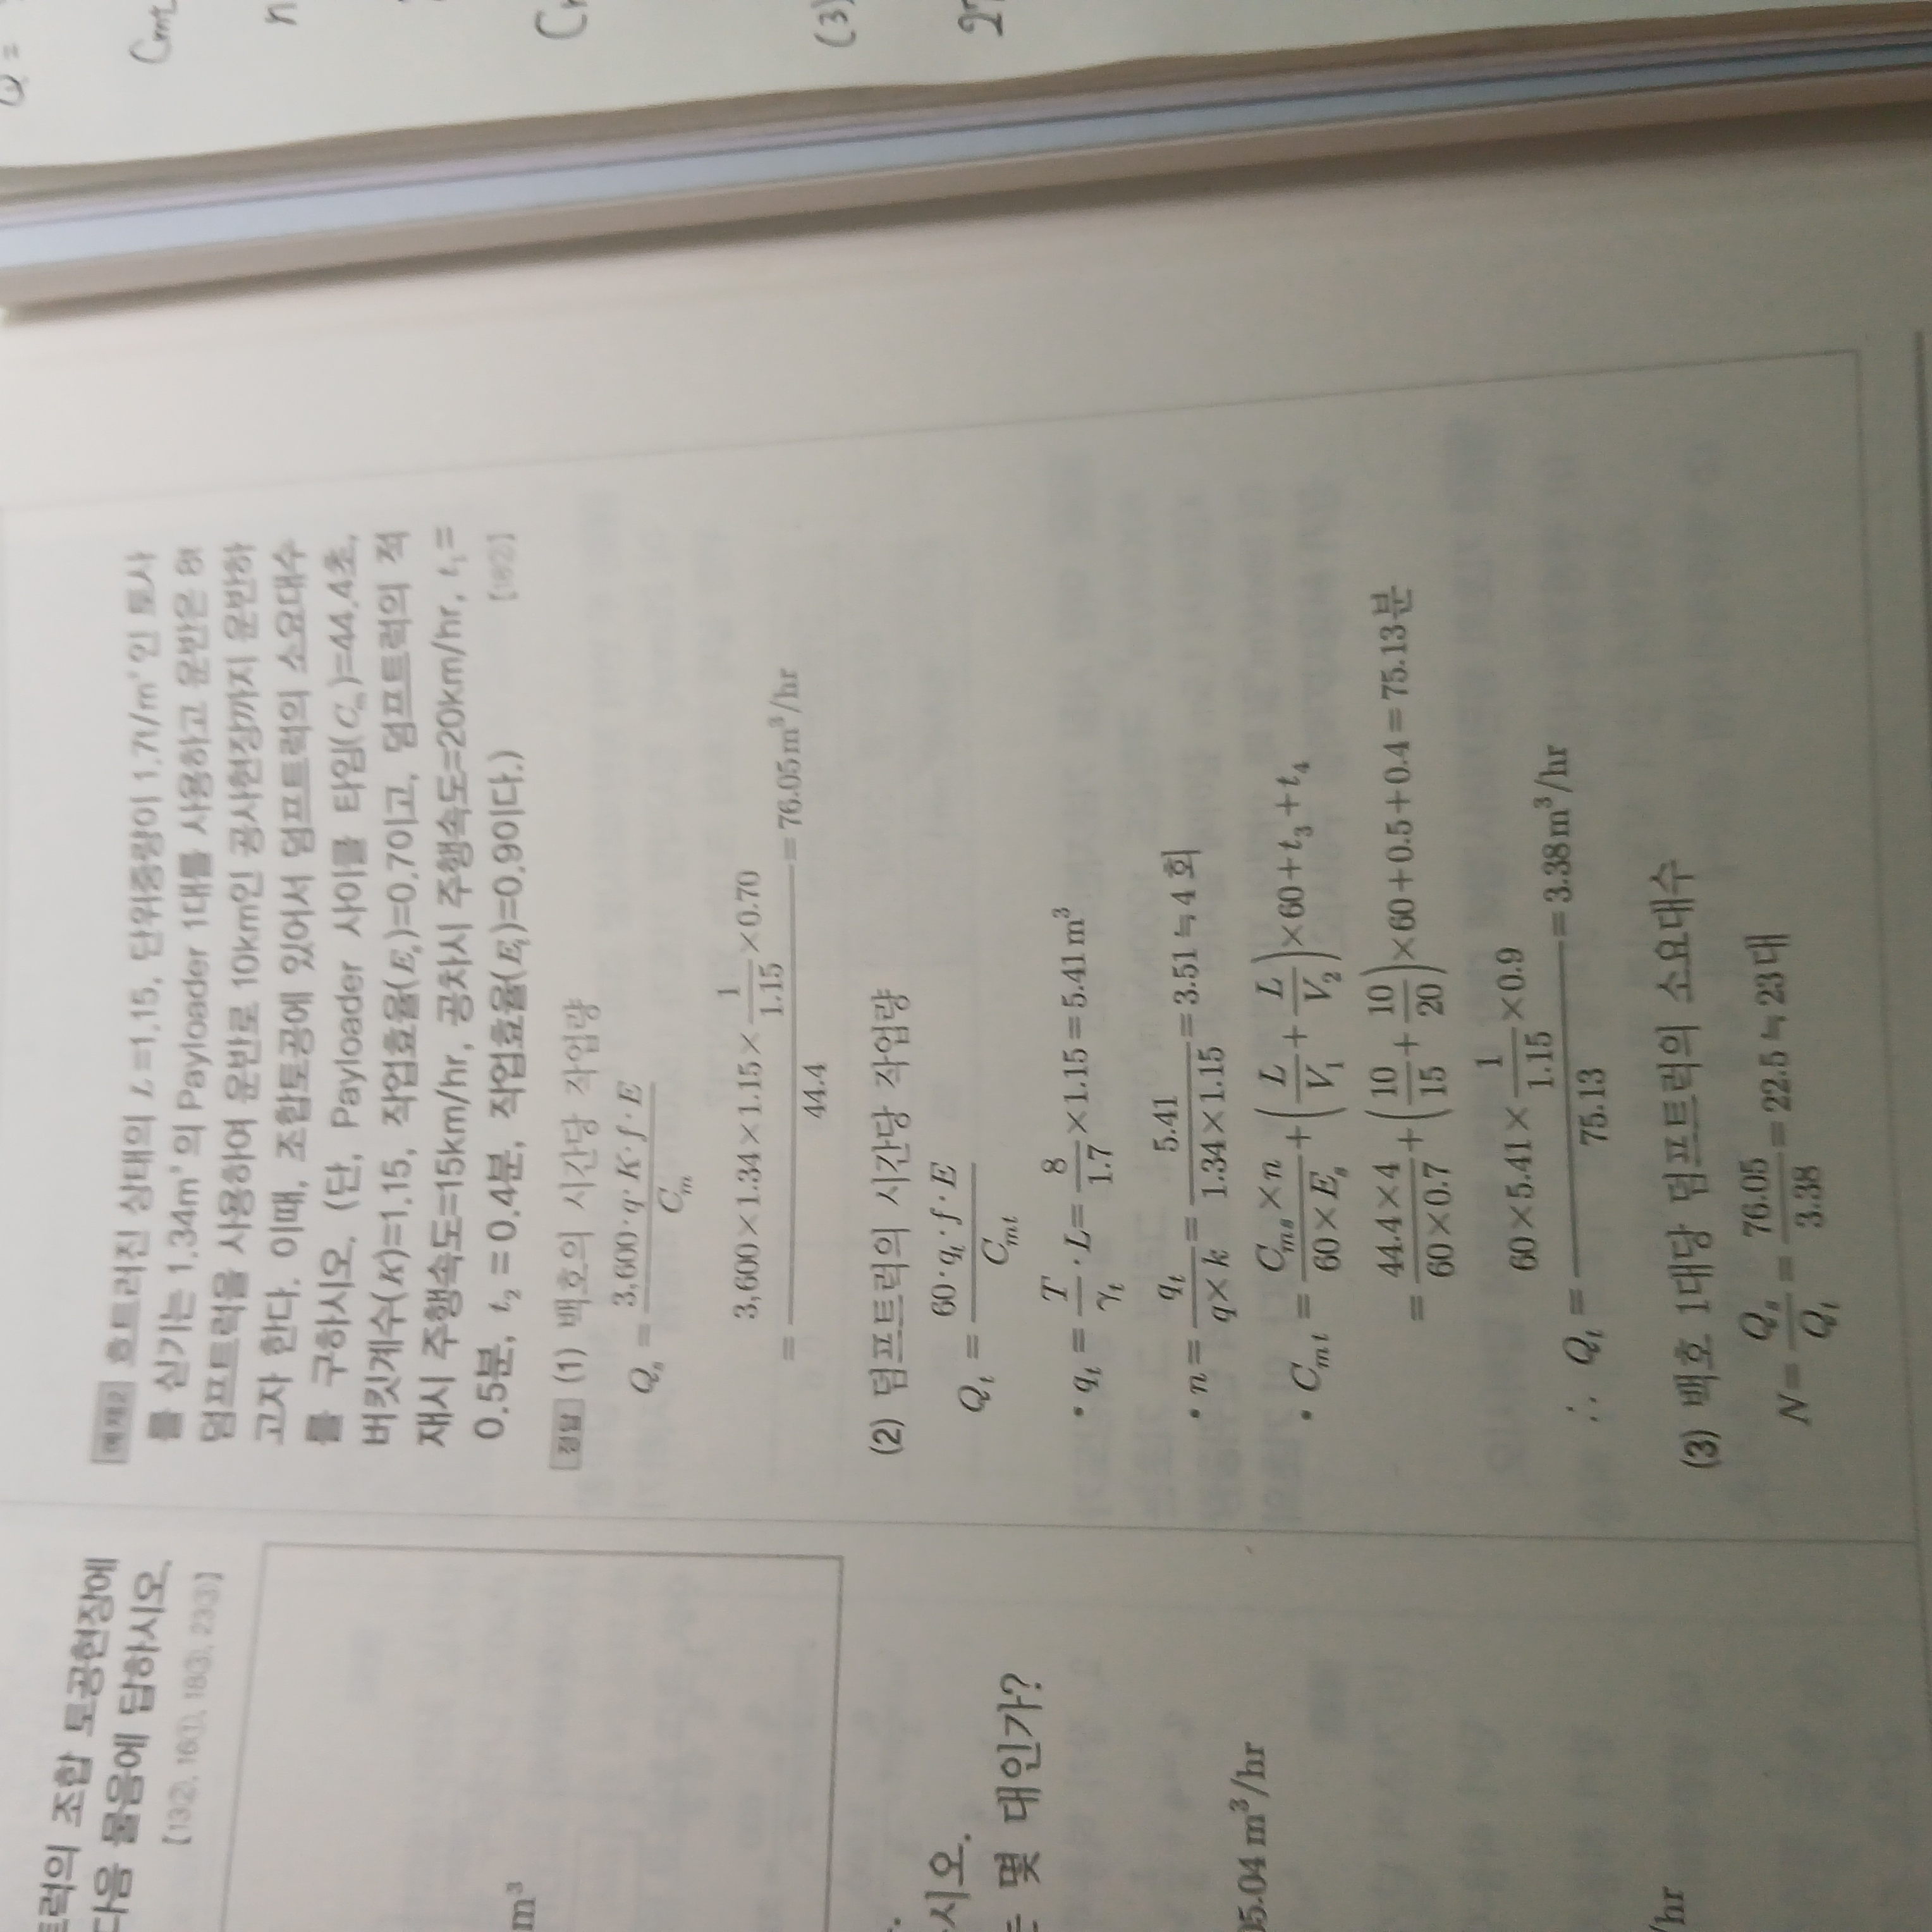 예제2 흐트러진 상태의 L=1.15, 단위중량이 1.7t/m³인 토사
를 싣기는 1.34m³의 Payloader 1대를 사용하고 운반은 8t
덤프트럭을 사용하여 운반로 10km인 공사현장까지 운반하
고자 한다. 이때, 조합토공에 있어서 덤프트럭의 소요대수
를 구하시오. (단, Payloader 사이클 타임(Cₘ)=44.4초,
버킷계수(K)=1.15, 작업효율(Eₛ)=0.70이고, 덤프트럭의 적
재시 주행속도=15km/hr, 공차시 주행속도=20km/hr, t₁=
0.5분, t₂=0.4분, 작업효율(Eₜ)=0.90이다.) [182]
정답 (1) 백호의 시간당 작업량
Qₛ = 3,600·q·K·f·E / Cₘ
= 3,600×1.34×1.15× 1/1.15 ×0.70 / 44.4 = 76.05m³/hr
(2) 덤프트럭의 시간당 작업량
Qₜ = 60·qₜ·f·E / Cₘₜ
• qₜ = T/γₜ · L = 8/1.7 ×1.15 = 5.41m³
• n = qₜ / q×k = 5.41 / 1.34×1.15 = 3.51 ≒ 4회
• Cₘₜ = Cₘₛ×n / 60×Eₛ + (L/V₁ + L/V₂)×60+t₃+t₄
= 44.4×4 / 60×0.7 + (10/15 + 10/20)×60+0.5+0.4 = 75.13분
∴ Qₜ = 60×5.41× 1/1.15 ×0.9 / 75.13 = 3.38m³/hr
(3) 백호 1대당 덤프트럭의 소요대수
N = Qₛ/Qₜ = 76.05/3.38 = 22.5 ≒ 23대
트럭의 조합 토공현장에
다음 물음에 답하시오.
[132, 161, 183, 233]
m³
시오.
는 몇 대인가?
05.04 m³/hr
/hr
Q =
Cmt
n
(3)